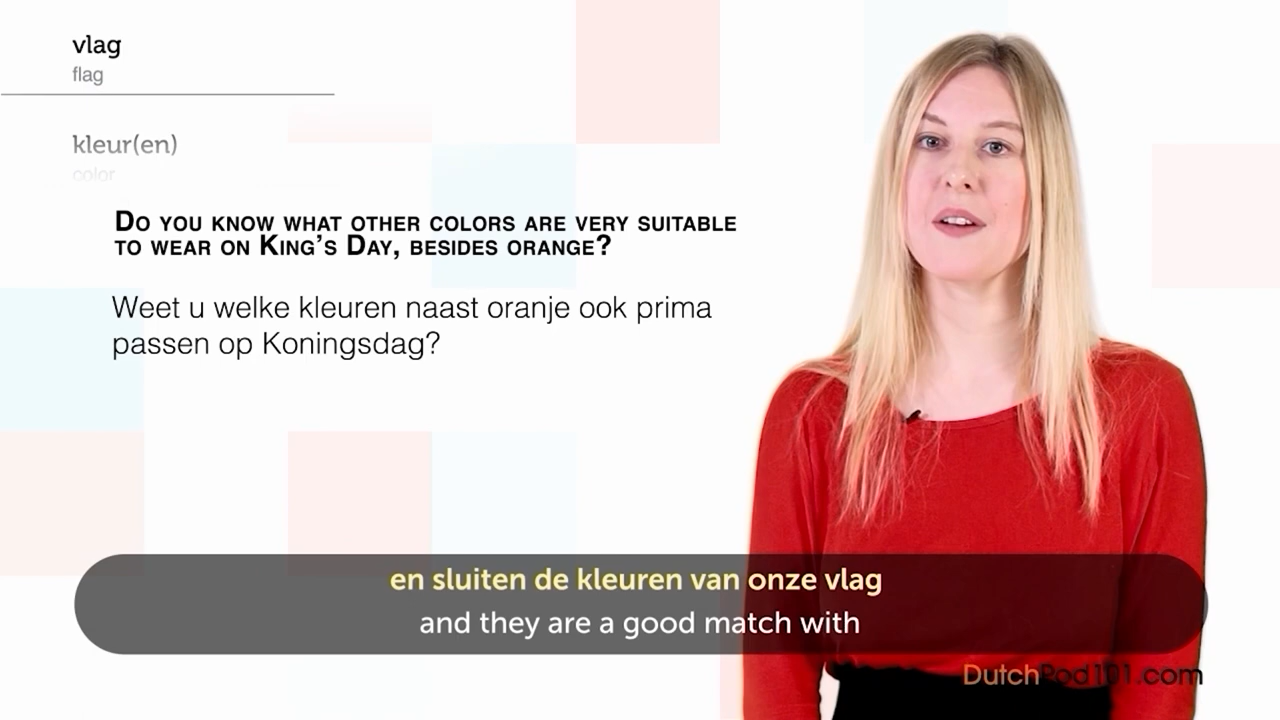 vlag
flag
kleur(en)
color
Do you know what other colors are very suitable
to wear on King's Day, besides orange?
Weet u welke kleuren naast oranje ook prima
passen op Koningsdag?
en sluiten de kleuren van onze vlag
and they are a good match with
DutchPod101.com